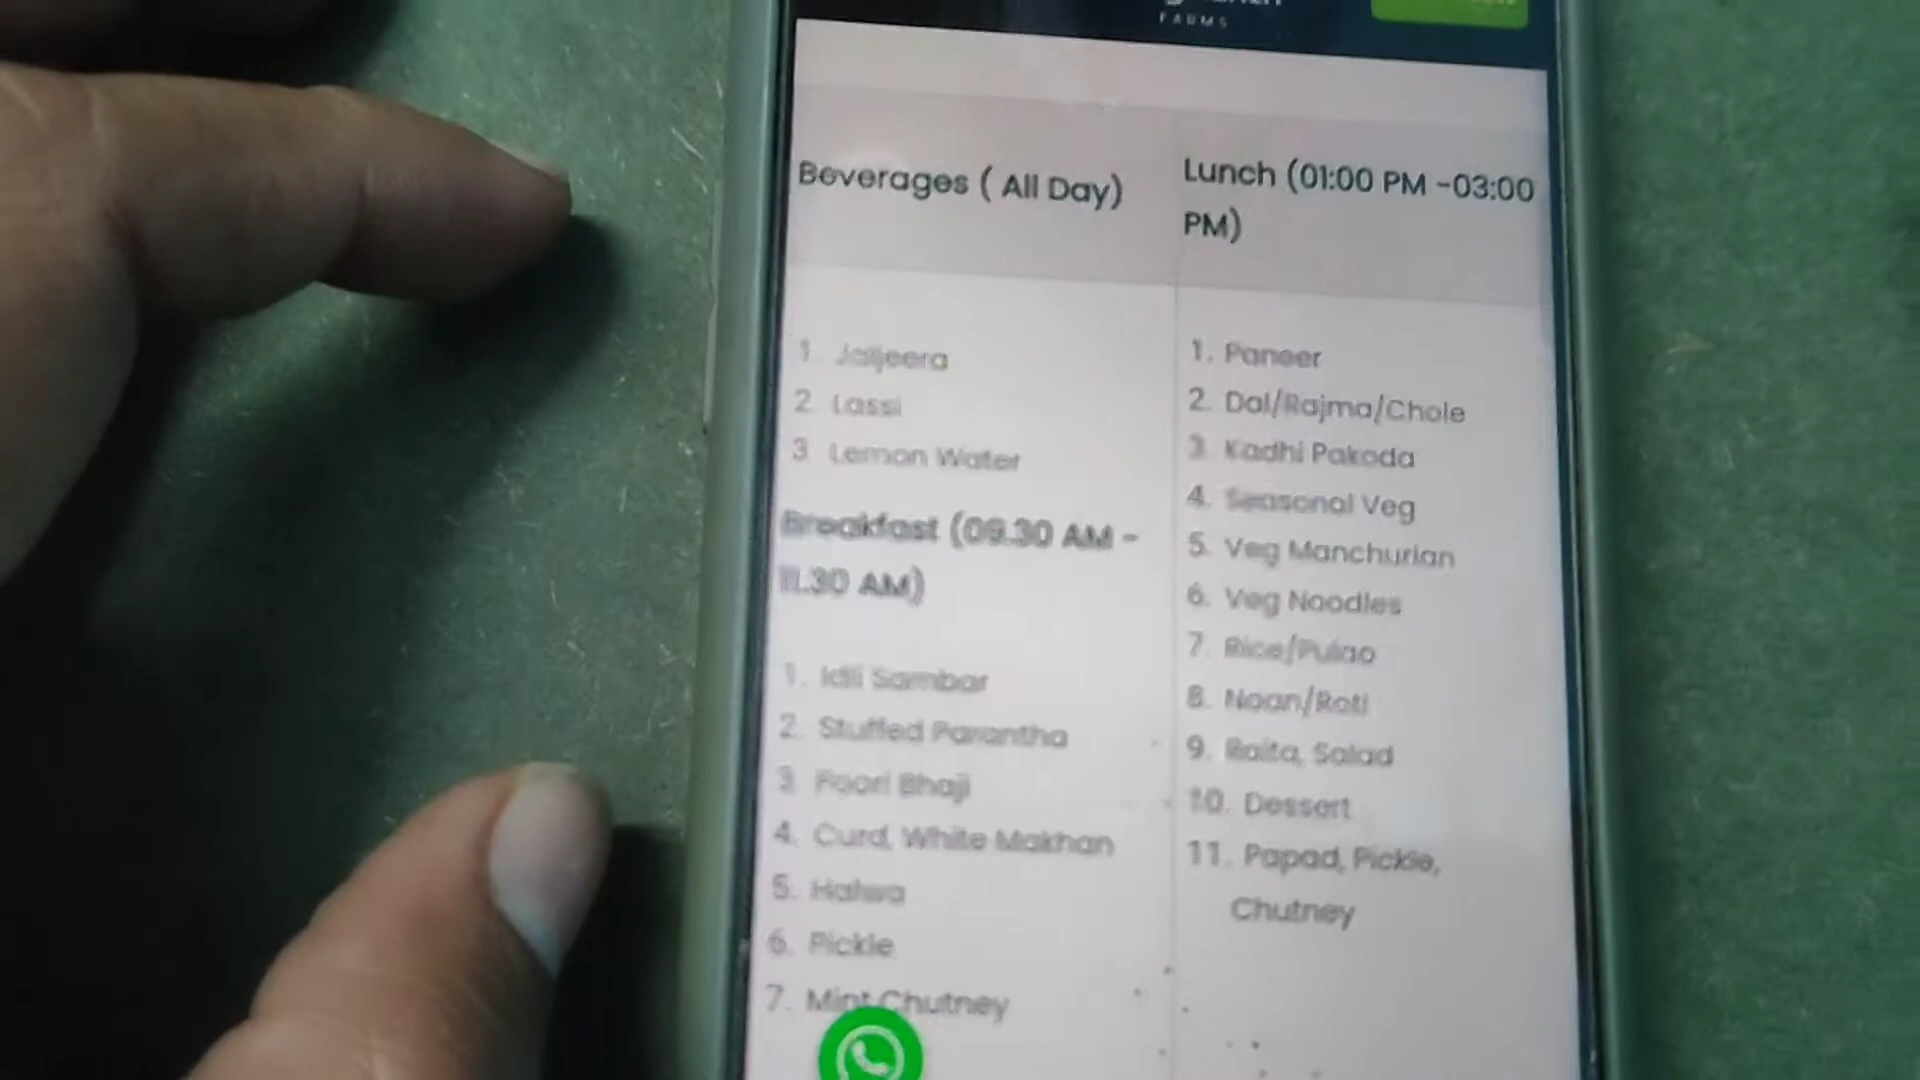 FARMS
Beverages ( All Day)
1. Jaljeera
2. Lassi
3. Lemon Water
Breakfast (09.30 AM -
11.30 AM)
1. Idli Sambar
2. Stuffed Parantha
3. Poori Bhaji
4. Curd, White Makhan
5. Halwa
6. Pickle
7. Mint Chutney
Lunch (01:00 PM -03:00
PM)
1. Paneer
2. Dal/Rajma/Chole
3. Kadhi Pakoda
4. Seasonal Veg
5. Veg Manchurian
6. Veg Noodles
7. Rice/Pulao
8. Naan/Roti
9. Raita, Salad
10. Dessert
11. Papad, Pickle,
Chutney